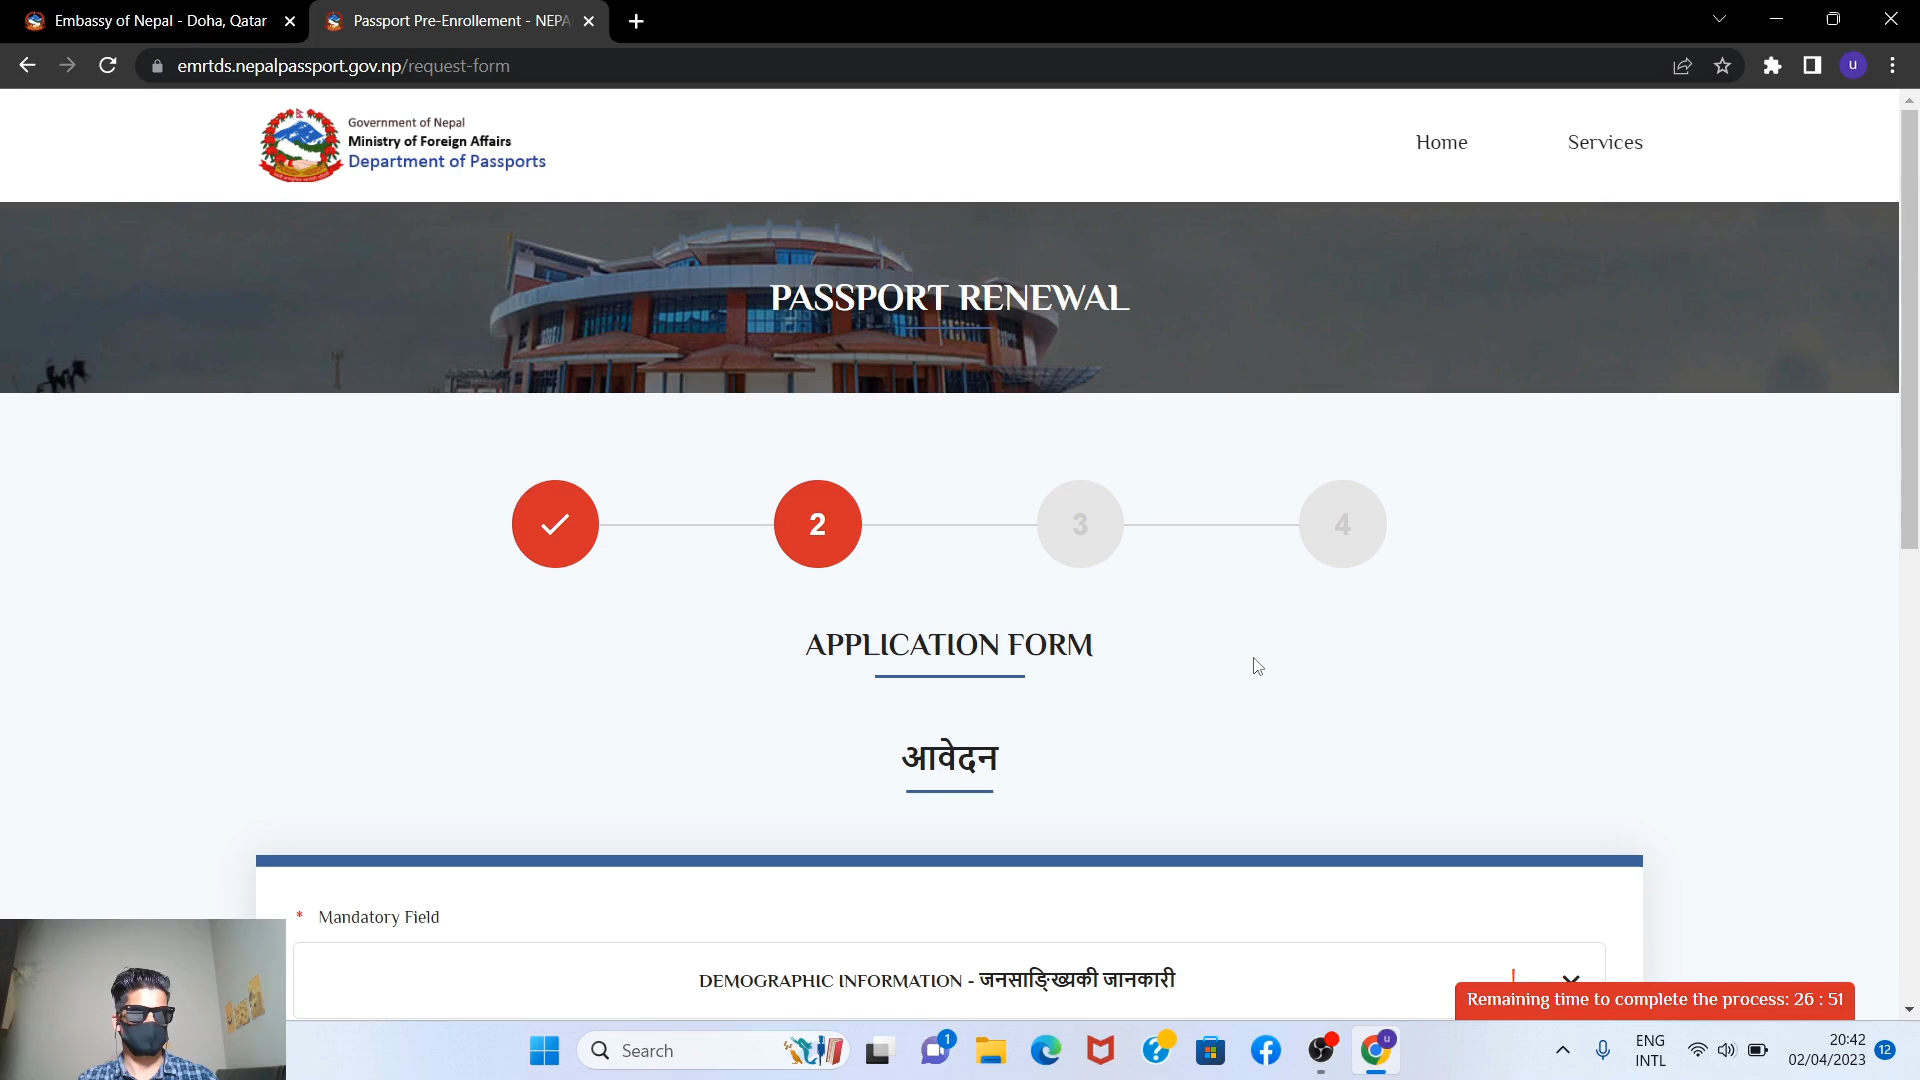 Embassy of Nepal - Doha, Qatar
Passport Pre-Enrollement - NEPA
emrtds.nepalpassport.gov.np/request-form
u
Government of Nepal
Ministry of Foreign Affairs
Department of Passports
Home
Services
PASSPORT RENEWAL
2
3
4
APPLICATION FORM
आवेदन
* Mandatory Field
DEMOGRAPHIC INFORMATION - जनसाङ्ख्यिकी जानकारी
!
Remaining time to complete the process: 26 : 51
Search
1
u
ENG
INTL
20:42
02/04/2023
12